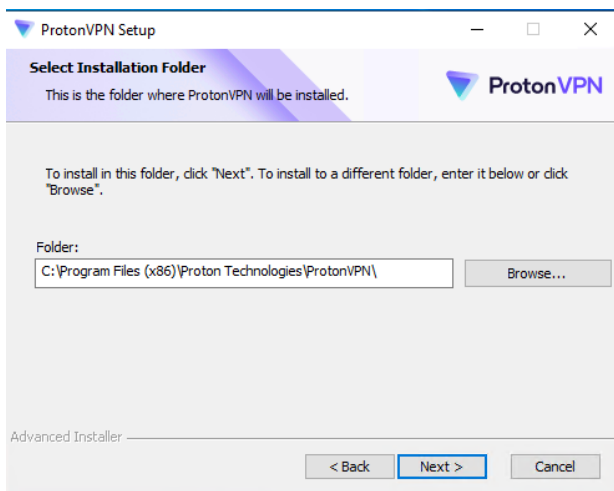 ProtonVPN Setup
Select Installation Folder
This is the folder where ProtonVPN will be installed.
ProtonVPN
To install in this folder, click "Next". To install to a different folder, enter it below or click
"Browse".
Folder:
C:\Program Files (x86)\Proton Technologies\ProtonVPN\
Browse...
Advanced Installer
< Back
Next >
Cancel